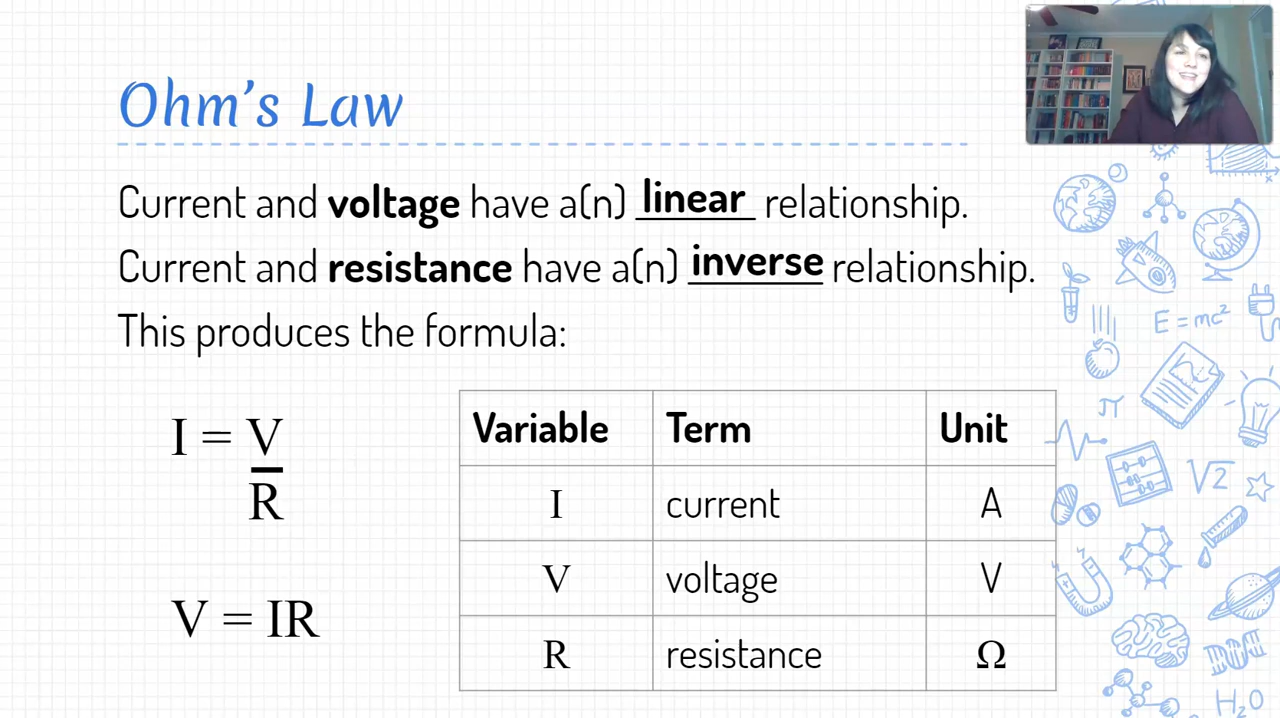 Ohm's Law
Current and voltage have a(n) linear relationship.
Current and resistance have a(n) inverse relationship.
This produces the formula:
I = V
R
V = IR
Variable Term Unit
I current A
V voltage V
R resistance Ω
E = mc²
π
√2
H₂O